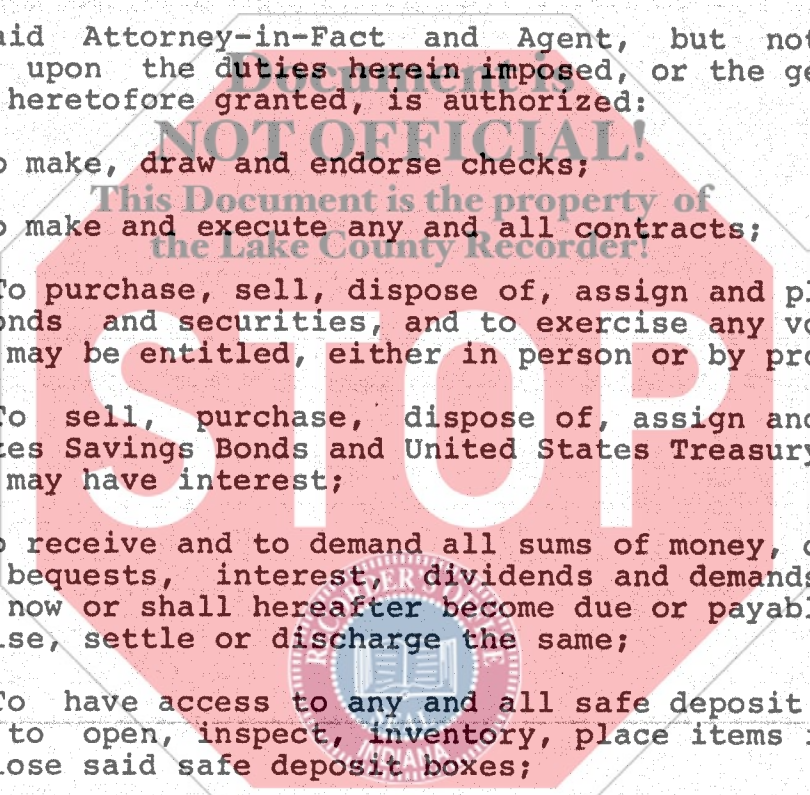 aid Attorney-in-Fact and Agent, but not
upon the duties herein imposed, or the ge
heretofore granted, is authorized:
Document is
NOT OFFICIAL!
o make, draw and endorse checks;
This Document is the property of
o make and execute any and all contracts;
the Lake County Recorder!
To purchase, sell, dispose of, assign and pl
onds and securities, and to exercise any vo
may be entitled, either in person or by pro
STOP
To sell, purchase, dispose of, assign and
tes Savings Bonds and United States Treasury
may have interest;
o receive and to demand all sums of money, d
bequests, interest, dividends and demands
now or shall hereafter become due or payab
ise, settle or discharge the same;
RECORDER'S OFFICE
To have access to any and all safe deposit
to open, inspect, inventory, place items i
INDIANA
lose said safe deposit boxes;